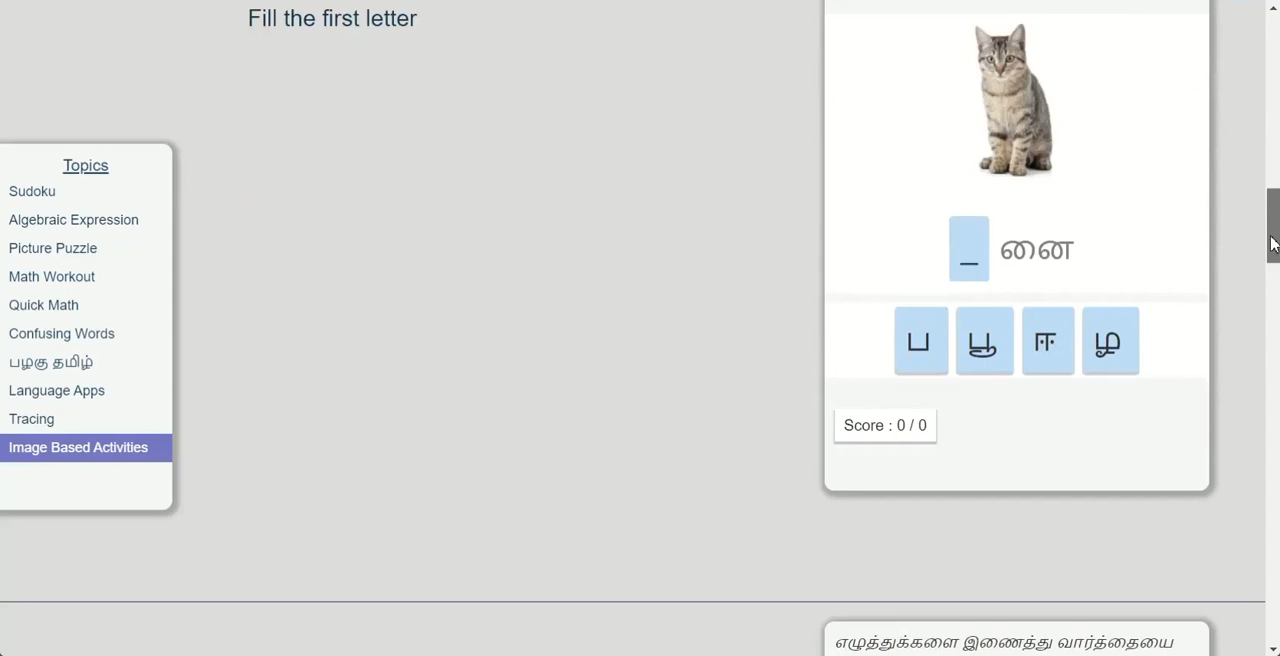 Fill the first letter
Topics
Sudoku
Algebraic Expression
Picture Puzzle
Math Workout
Quick Math
Confusing Words
பழகு தமிழ்
Language Apps
Tracing
Image Based Activities
_ னை
ப பூ ஈ ழ
Score : 0 / 0
எழுத்துக்களை இணைத்து வார்த்தையை